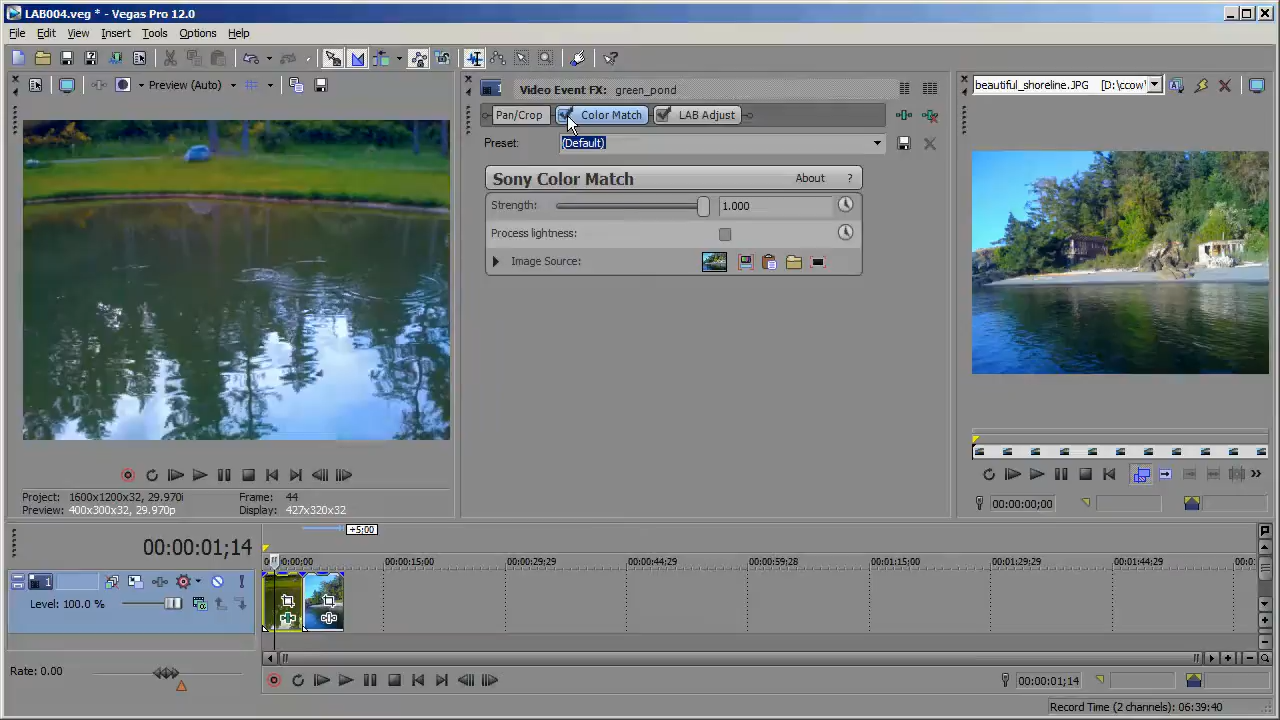 LAB004.veg * - Vegas Pro 12.0
File Edit View Insert Tools Options Help
Preview (Auto)
1 Video Event FX: green_pond
beautiful_shoreline.JPG [D:\ccow
Pan/Crop Color Match LAB Adjust
Preset: (Default)
Sony Color Match About ?
Strength: 1.000
Process lightness:
Image Source:
Project: 1600x1200x32, 29.970i Frame: 44
Preview: 400x300x32, 29.970p Display: 427x320x32
00:00:00;00
+5:00
00:00:01;14
00:00:15;00 00:00:29;29 00:00:44;29 00:00:59;28 00:01:15;00 00:01:29;29 00:01:44;29
1
Level: 100.0 %
Rate: 0.00
00:00:01;14
Record Time (2 channels): 06:39:40